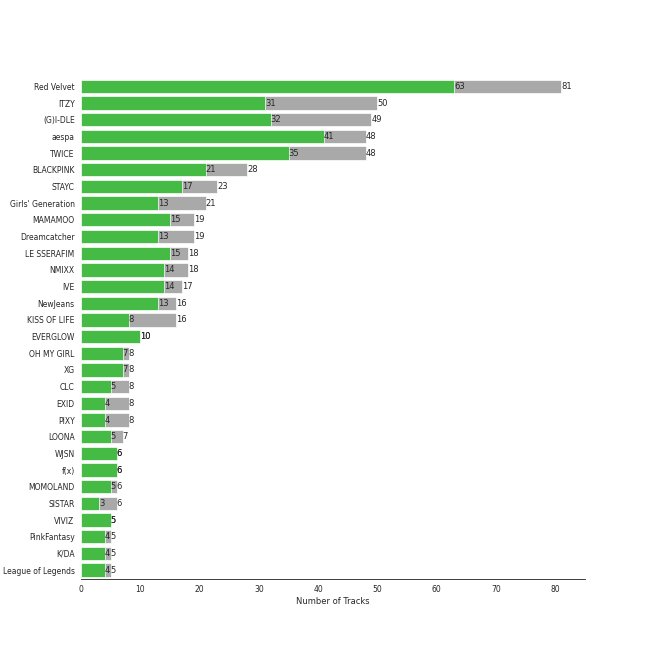 Red Velvet 63 81
ITZY 31 50
(G)I-DLE 32 49
aespa 41 48
TWICE 35 48
BLACKPINK 21 28
STAYC 17 23
Girls' Generation 13 21
MAMAMOO 15 19
Dreamcatcher 13 19
LE SSERAFIM 15 18
NMIXX 14 18
IVE 14 17
NewJeans 13 16
KISS OF LIFE 8 16
EVERGLOW 10 10
OH MY GIRL 7 8
XG 7 8
CLC 5 8
EXID 4 8
PIXY 4 8
LOONA 5 7
WJSN 6 6
f(x) 6 6
MOMOLAND 5 6
SISTAR 3 6
VIVIZ 5 5
PinkFantasy 4 5
K/DA 4 5
League of Legends 4 5
0 10 20 30 40 50 60 70 80
Number of Tracks